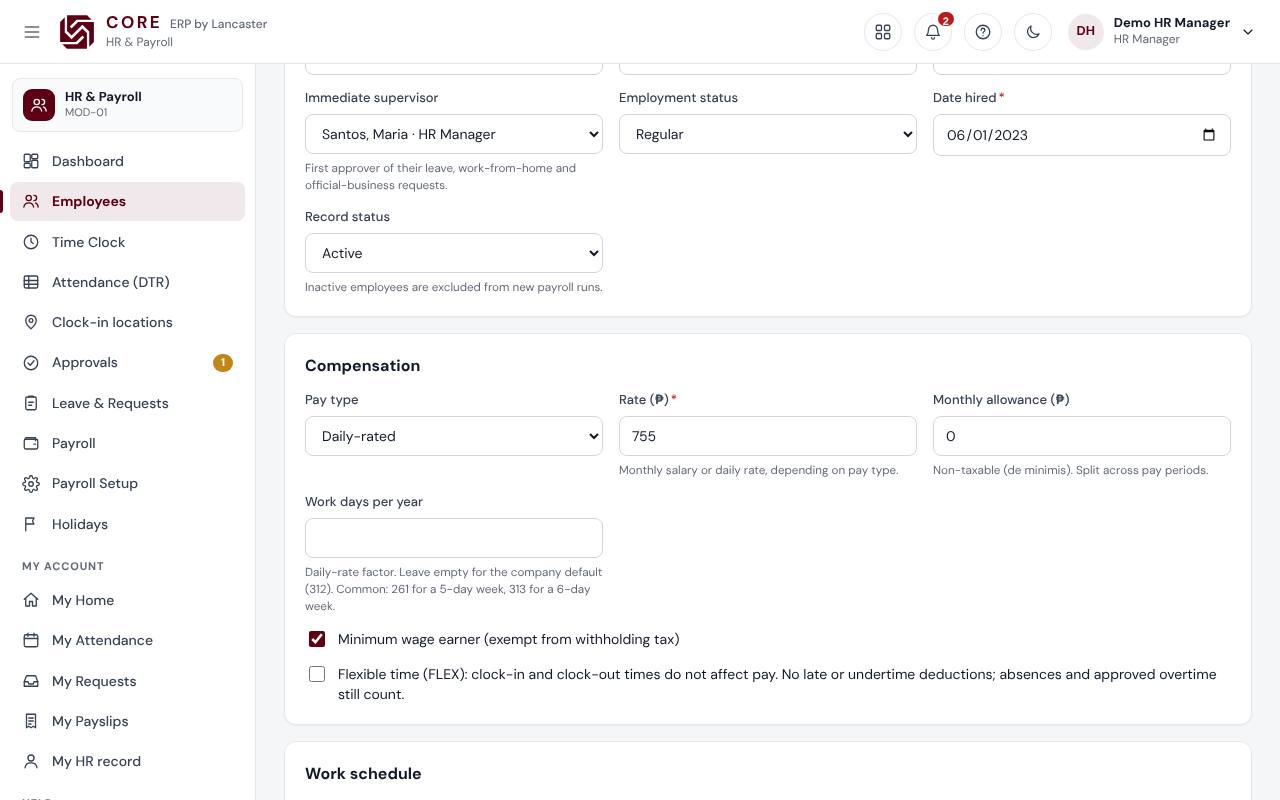 CORE ERP by Lancaster
HR & Payroll
2
DH
Demo HR Manager
HR Manager
HR & Payroll
MOD-01
Dashboard
Employees
Time Clock
Attendance (DTR)
Clock-in locations
Approvals 1
Leave & Requests
Payroll
Payroll Setup
Holidays
MY ACCOUNT
My Home
My Attendance
My Requests
My Payslips
My HR record
Immediate supervisor
Santos, Maria · HR Manager
First approver of their leave, work-from-home and
official-business requests.
Employment status
Regular
Date hired *
06/01/2023
Record status
Active
Inactive employees are excluded from new payroll runs.
Compensation
Pay type
Daily-rated
Rate (₱) *
755
Monthly salary or daily rate, depending on pay type.
Monthly allowance (₱)
0
Non-taxable (de minimis). Split across pay periods.
Work days per year
Daily-rate factor. Leave empty for the company default
(312). Common: 261 for a 5-day week, 313 for a 6-day
week.
Minimum wage earner (exempt from withholding tax)
Flexible time (FLEX): clock-in and clock-out times do not affect pay. No late or undertime deductions; absences and approved overtime
still count.
Work schedule